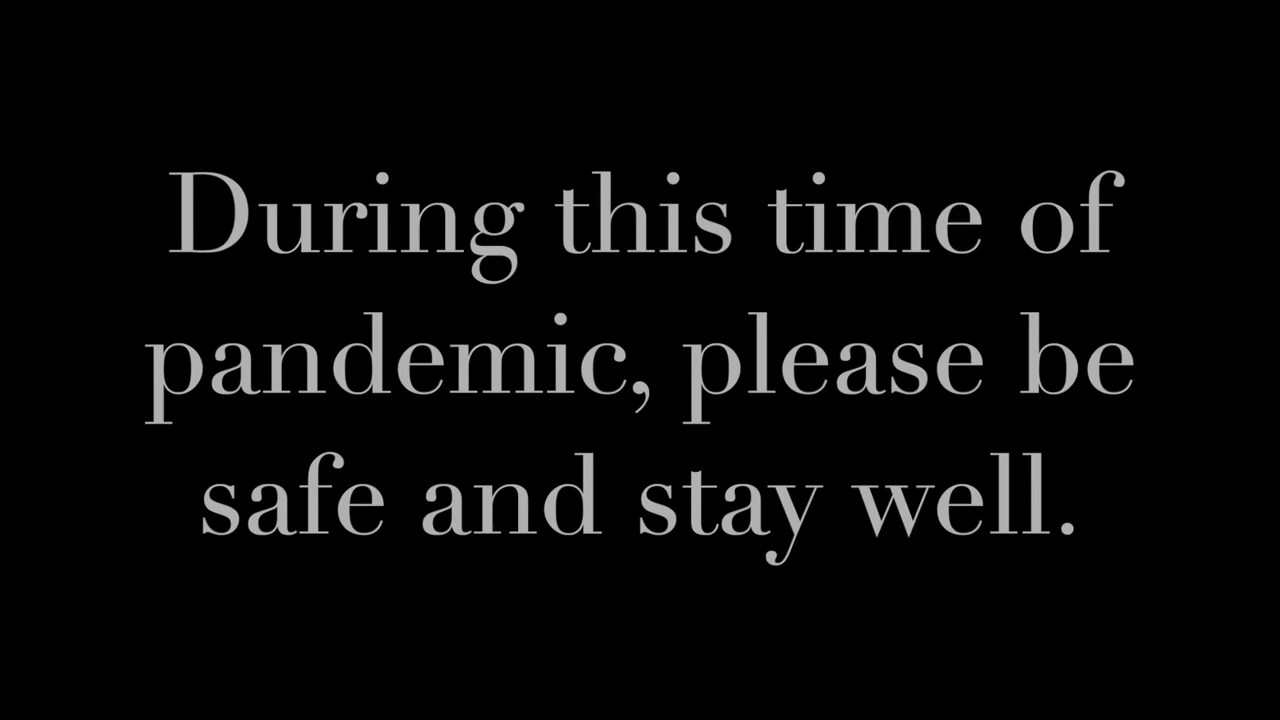 During this time of
pandemic, please be
safe and stay well.